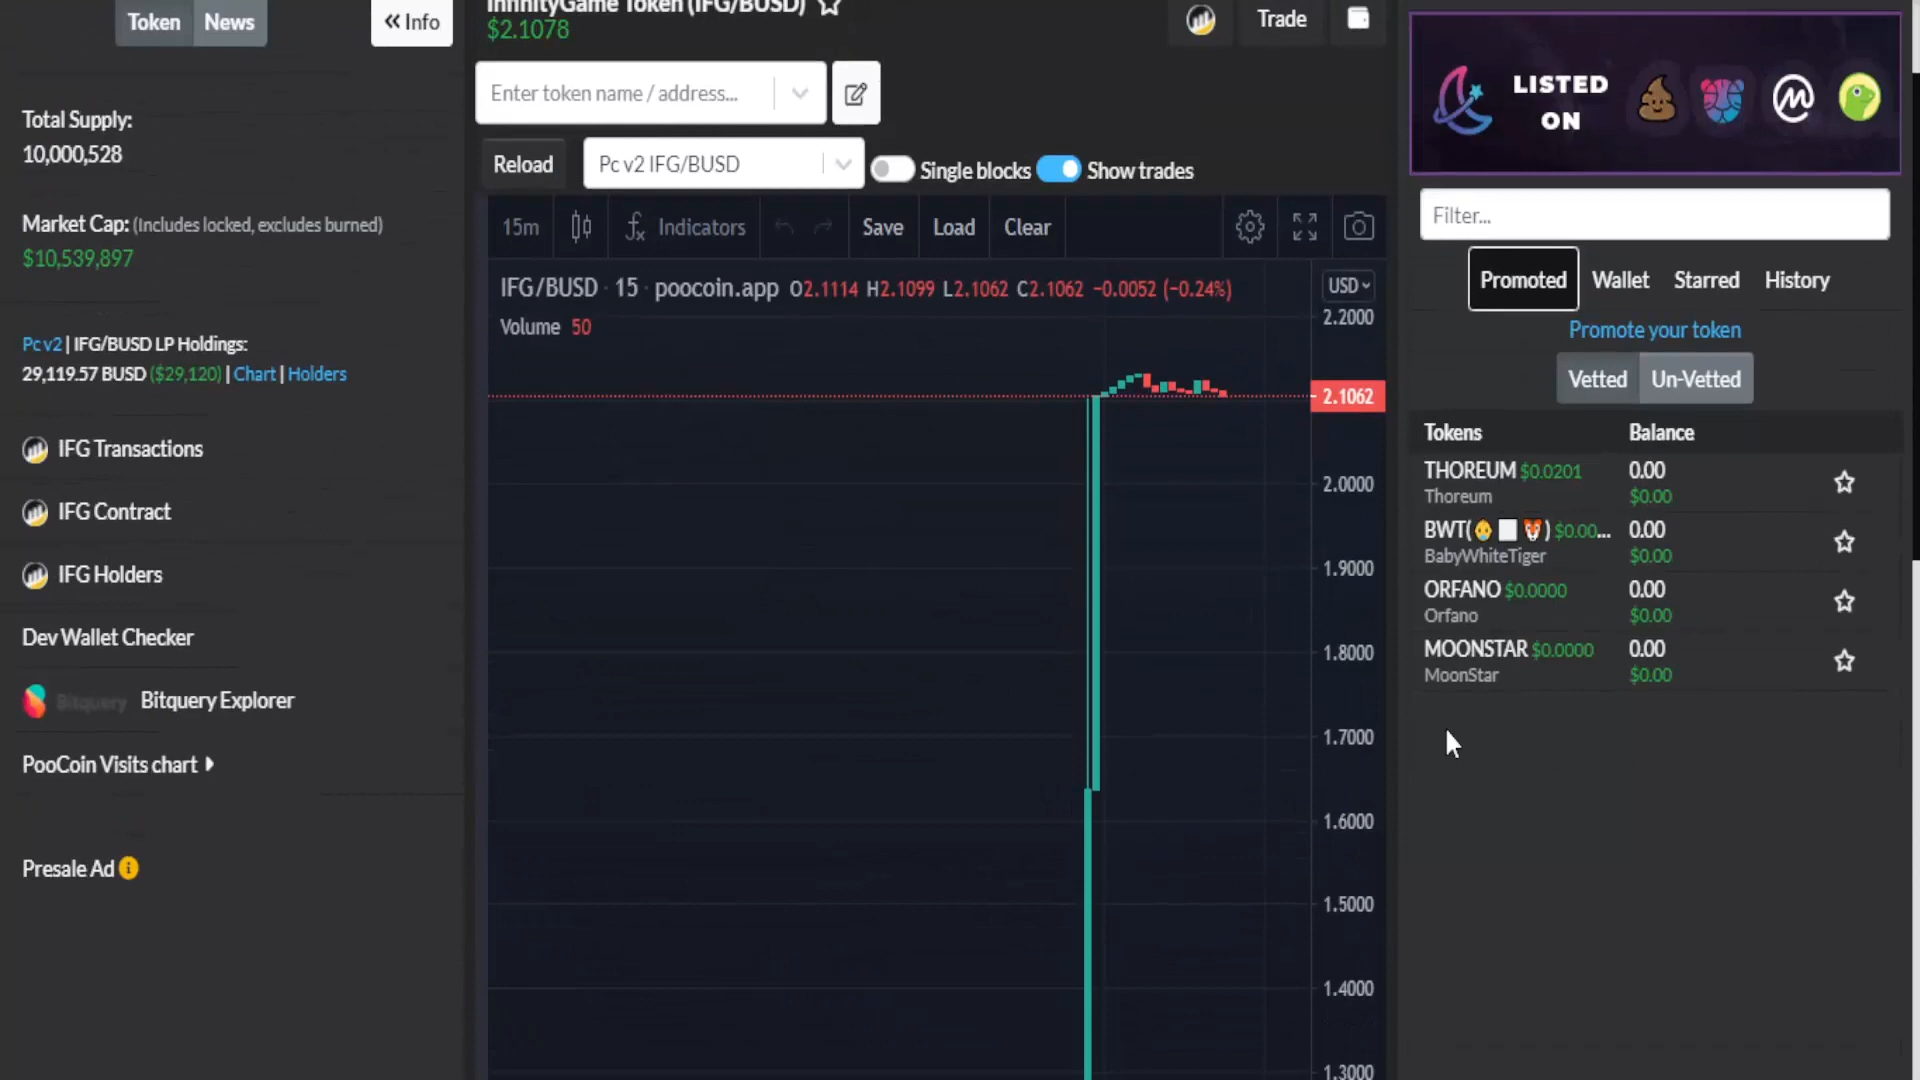 Token News
« Info
Total Supply:
10,000,528
Market Cap: (Includes locked, excludes burned)
$10,539,897
Pc v2 | IFG/BUSD LP Holdings:
29,119.57 BUSD ($29,120) | Chart | Holders
IFG Transactions
IFG Contract
IFG Holders
Dev Wallet Checker
Bitquery Bitquery Explorer
PooCoin Visits chart
Presale Ad
InfinityGame Token (IFG/BUSD)
$2.1078
Trade
Enter token name / address...
Reload
Pc v2 IFG/BUSD
Single blocks
Show trades
15m Indicators Save Load Clear
IFG/BUSD · 15 · poocoin.app O2.1114 H2.1099 L2.1062 C2.1062 −0.0052 (−0.24%)
Volume 50
USD
2.2000
2.1062
2.0000
1.9000
1.8000
1.7000
1.6000
1.5000
1.4000
1.3000
LISTED
ON
Filter...
Promoted Wallet Starred History
Promote your token
Vetted Un-Vetted
Tokens Balance
THOREUM $0.0201 0.00
Thoreum $0.00
BWT(👶⬜🐯) $0.00... 0.00
BabyWhiteTiger $0.00
ORFANO $0.0000 0.00
Orfano $0.00
MOONSTAR $0.0000 0.00
MoonStar $0.00